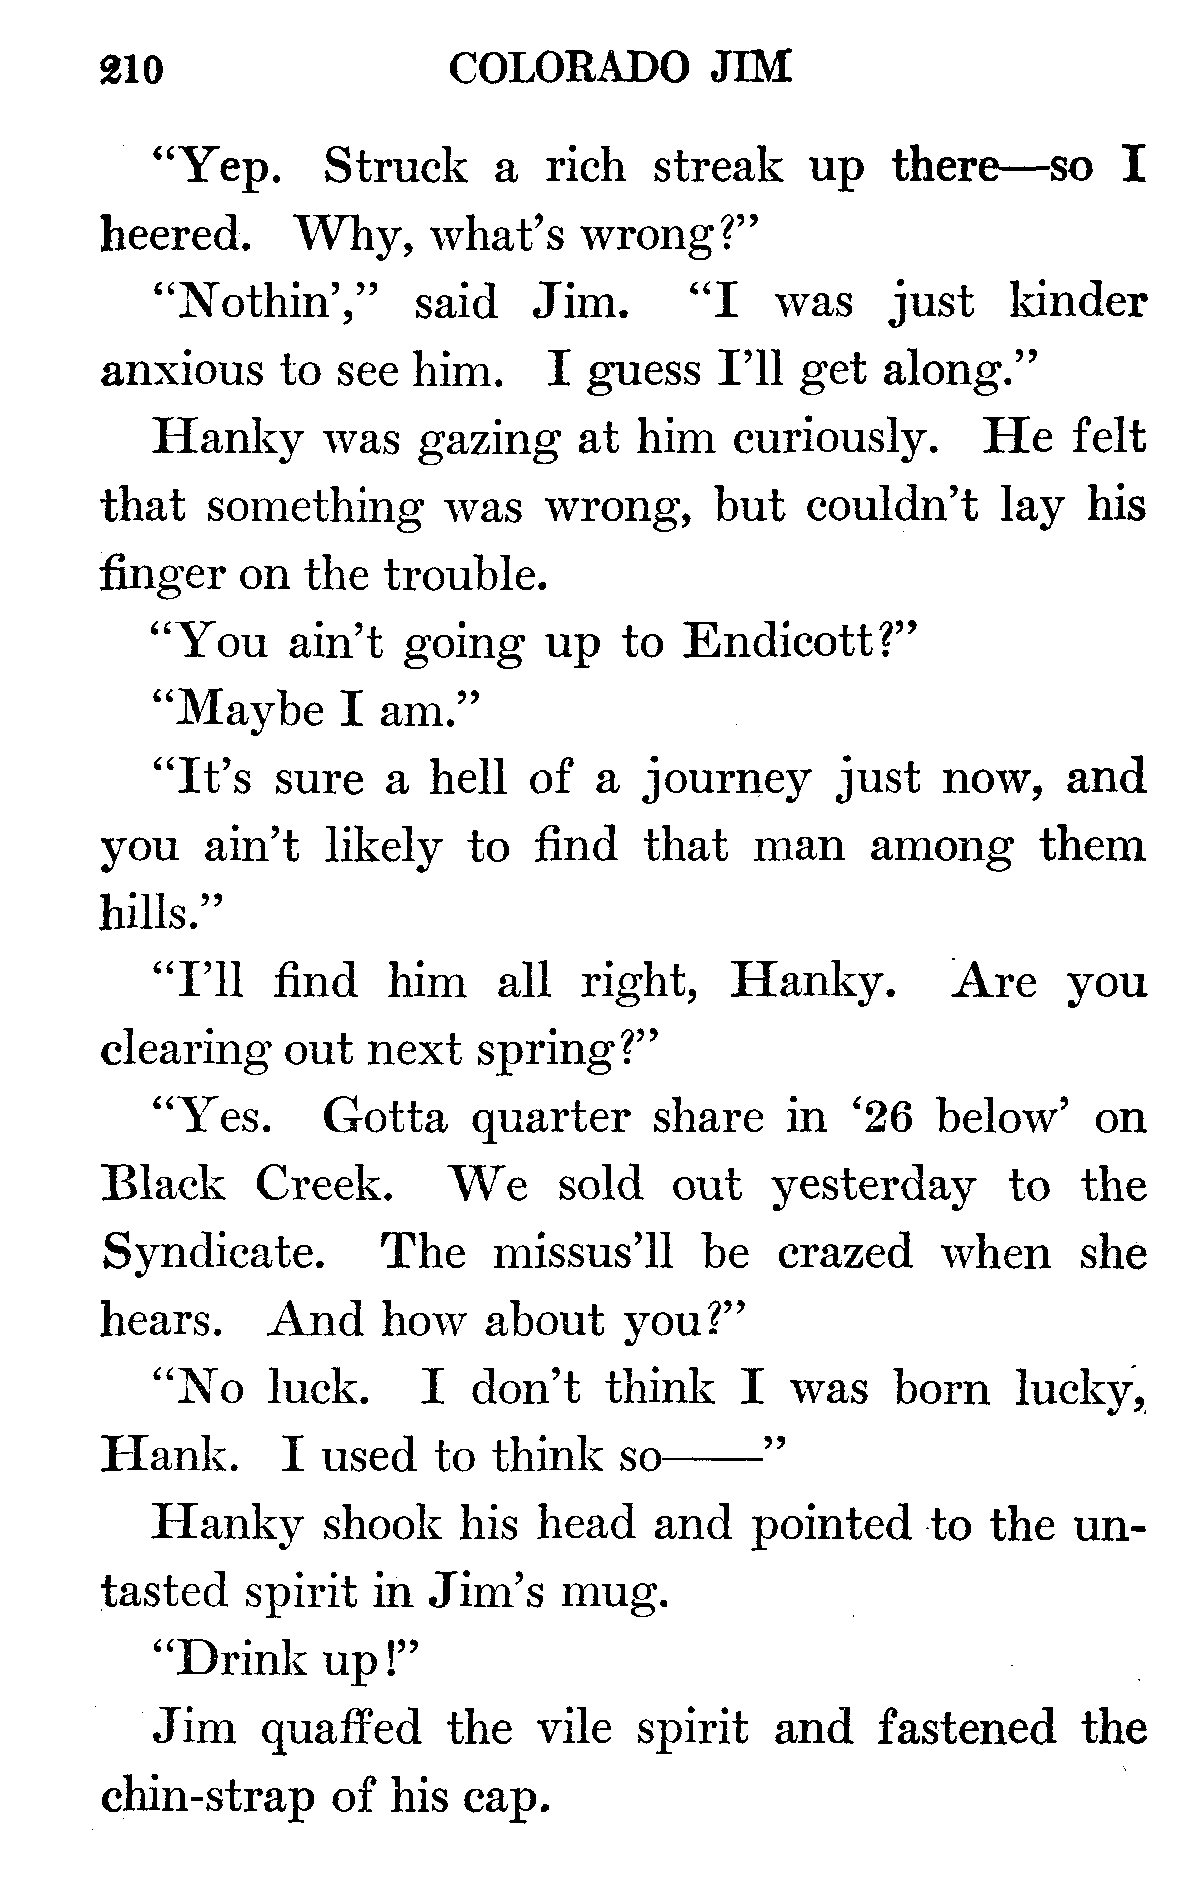 210 COLORADO JIM
“Yep. Struck a rich streak up there—so I
heered. Why, what’s wrong?”
“Nothin’,” said Jim. “I was just kinder
anxious to see him. I guess I’ll get along.”
Hanky was gazing at him curiously. He felt
that something was wrong, but couldn’t lay his
finger on the trouble.
“You ain’t going up to Endicott?”
“Maybe I am.”
“It’s sure a hell of a journey just now, and
you ain’t likely to find that man among them
hills.”
“I’ll find him all right, Hanky. Are you
clearing out next spring?”
“Yes. Gotta quarter share in ‘26 below’ on
Black Creek. We sold out yesterday to the
Syndicate. The missus’ll be crazed when she
hears. And how about you?”
“No luck. I don’t think I was born lucky,
Hank. I used to think so——”
Hanky shook his head and pointed to the un-
tasted spirit in Jim’s mug.
“Drink up!”
Jim quaffed the vile spirit and fastened the
chin-strap of his cap.